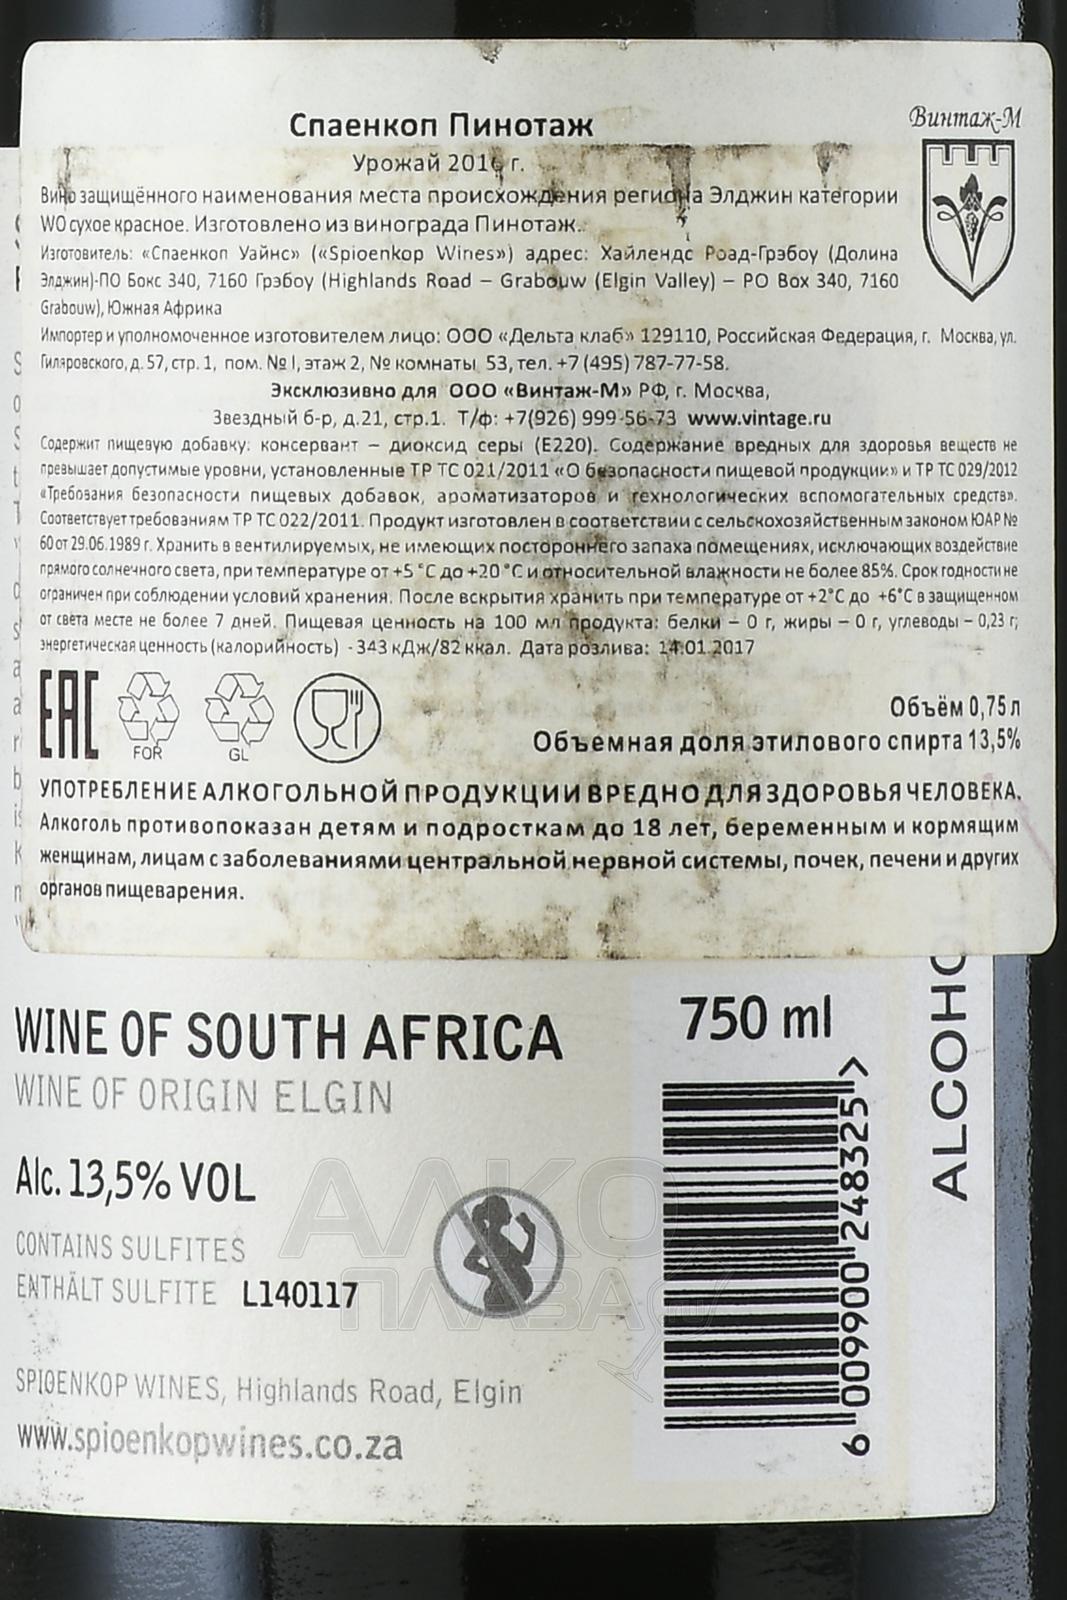 Спаенкоп Пинотаж
Винтаж-М
Урожай 2016 г.
Вино защищённого наименования места происхождения региона Элджин категории
WO сухое красное. Изготовлено из винограда Пинотаж.
Изготовитель: «Спаенкоп Уайнс» («Spioenkop Wines») адрес: Хайлендс Роад-Грэбоу (Долина
Элджин)-ПО Бокс 340, 7160 Грэбоу (Highlands Road – Grabouw (Elgin Valley) – PO Box 340, 7160
Grabouw), Южная Африка
Импортер и уполномоченное изготовителем лицо: ООО «Дельта клаб» 129110, Российская Федерация, г. Москва, ул.
Гиляровского, д. 57, стр. 1, пом. № I, этаж 2, № комнаты 53, тел. +7 (495) 787-77-58.
Эксклюзивно для ООО «Винтаж-М» РФ, г. Москва,
Звездный б-р, д.21, стр.1. Т/ф: +7(926) 999-56-73 www.vintage.ru
Содержит пищевую добавку: консервант – диоксид серы (Е220). Содержание вредных для здоровья веществ не
превышает допустимые уровни, установленные ТР ТС 021/2011 «О безопасности пищевой продукции» и ТР ТС 029/2012
«Требования безопасности пищевых добавок, ароматизаторов и технологических вспомогательных средств».
Соответствует требованиям ТР ТС 022/2011. Продукт изготовлен в соответствии с сельскохозяйственным законом ЮАР №
60 от 29.06.1989 г. Хранить в вентилируемых, не имеющих постороннего запаха помещениях, исключающих воздействие
прямого солнечного света, при температуре от +5 °С до +20 °С и относительной влажности не более 85%. Срок годности не
ограничен при соблюдении условий хранения. После вскрытия хранить при температуре от +2°С до +6°С в защищенном
от света месте не более 7 дней. Пищевая ценность на 100 мл продукта: белки – 0 г, жиры – 0 г, углеводы – 0,23 г;
энергетическая ценность (калорийность) - 343 кДж/82 ккал. Дата розлива: 14.01.2017
EAC
FOR
GL
Объём 0,75 л
Объемная доля этилового спирта 13,5%
УПОТРЕБЛЕНИЕ АЛКОГОЛЬНОЙ ПРОДУКЦИИ ВРЕДНО ДЛЯ ЗДОРОВЬЯ ЧЕЛОВЕКА.
Алкоголь противопоказан детям и подросткам до 18 лет, беременным и кормящим
женщинам, лицам с заболеваниями центральной нервной системы, почек, печени и других
органов пищеварения.
WINE OF SOUTH AFRICA
WINE OF ORIGIN ELGIN
Alc. 13,5% VOL
CONTAINS SULFITES
ENTHÄLT SULFITE L140117
SPIOENKOP WINES, Highlands Road, Elgin
www.spioenkopwines.co.za
750 ml
6 009900 248325 >
АЛКО
ПЛАЗА